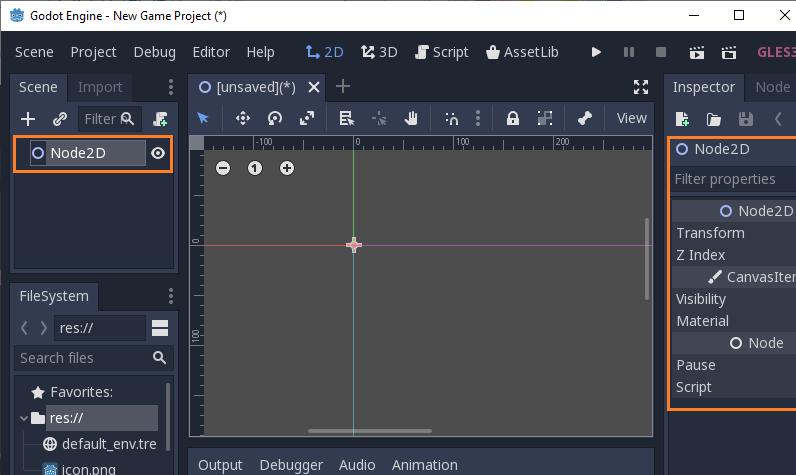 Godot Engine - New Game Project (*)
Scene Project Debug Editor Help 2D 3D Script AssetLib GLES3
Scene Import
[unsaved](*)
Inspector Node
Filter
View
Node2D
-100 0 100 200
1
0
100
Node2D
Filter properties
Node2D
Transform
Z Index
CanvasIter
Visibility
Material
Node
Pause
Script
FileSystem
res://
Search files
Favorites:
res://
default_env.tre
icon.png
Output Debugger Audio Animation